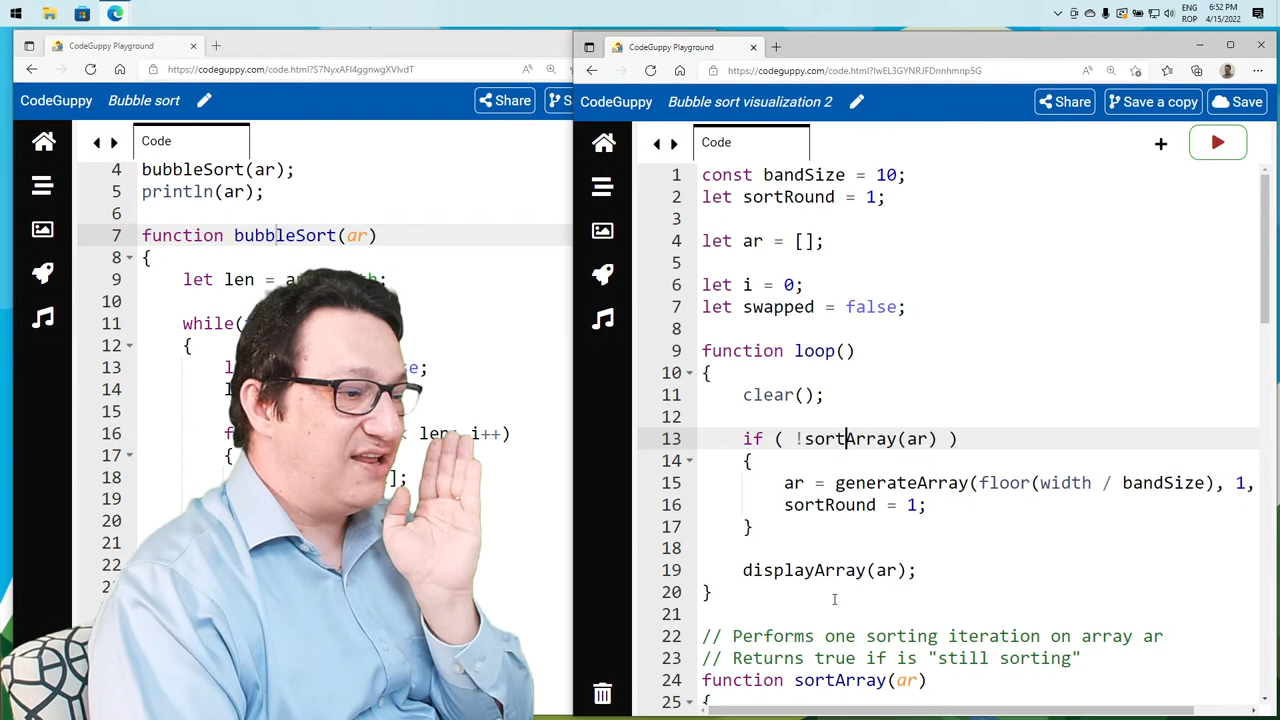 6:52 PM
ENG
ROP
4/15/2022
CodeGuppy Playground
https://codeguppy.com/code.html?S7NyxAFl4ggnwgXVlvdT
CodeGuppy
Bubble sort
Share
Code
4 bubbleSort(ar);
5 println(ar);
6
7 function bubbleSort(ar)
8 {
9 let len =
10
11 while(
12 {
13
14
15
16 len; i++)
17 {
18 ];
19
20
21
22
CodeGuppy Playground
https://codeguppy.com/code.html?lwEL3GYNRJFDnnhmnp5G
CodeGuppy
Bubble sort visualization 2
Share
Save a copy
Save
Code
1 const bandSize = 10;
2 let sortRound = 1;
3
4 let ar = [];
5
6 let i = 0;
7 let swapped = false;
8
9 function loop()
10 {
11 clear();
12
13 if ( !sortArray(ar) )
14 {
15 ar = generateArray(floor(width / bandSize), 1,
16 sortRound = 1;
17 }
18
19 displayArray(ar);
20 }
21
22 // Performs one sorting iteration on array ar
23 // Returns true if is "still sorting"
24 function sortArray(ar)
25 {